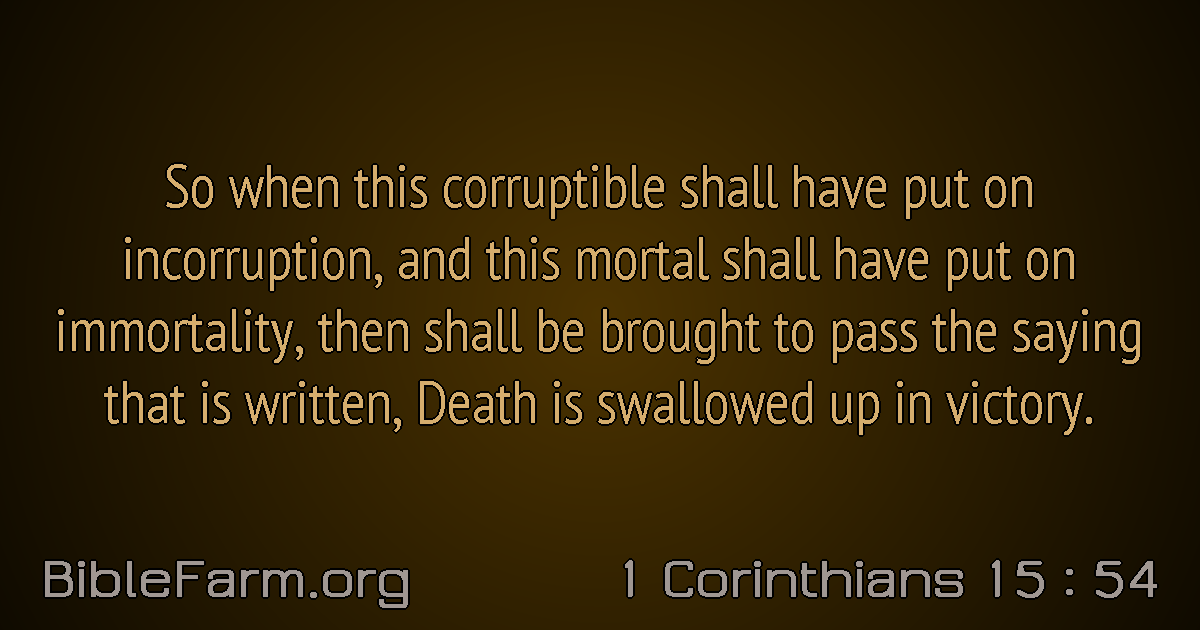 So when this corruptible shall have put on
incorruption, and this mortal shall have put on
immortality, then shall be brought to pass the saying
that is written, Death is swallowed up in victory.
BibleFarm.org
1 Corinthians 15 : 54